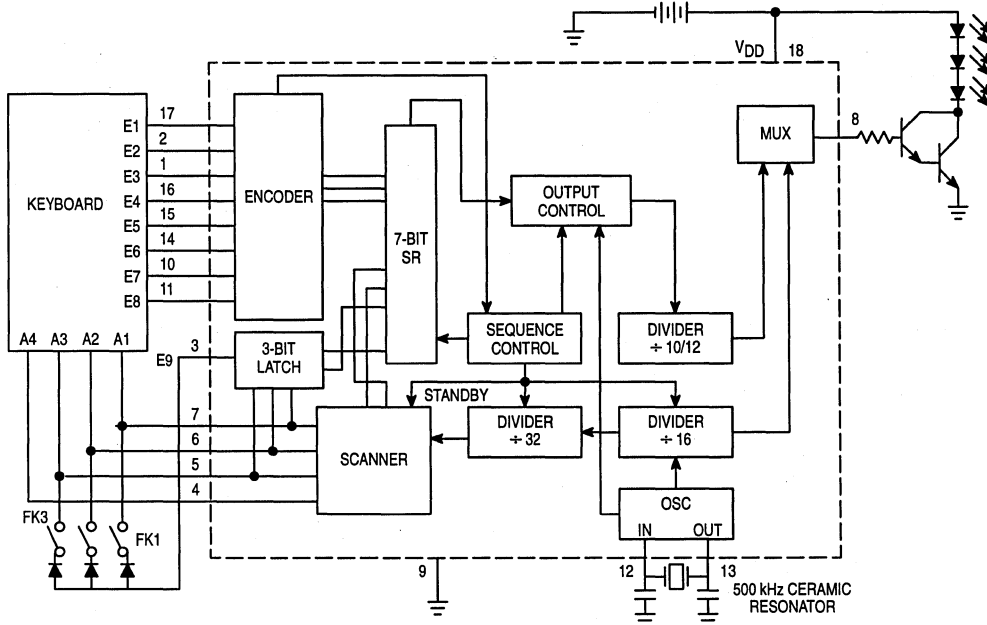 VDD 18
KEYBOARD
E1 17
E2 2
E3 1
E4 16
E5 15
E6 14
E7 10
E8 11
A4 A3 A2 A1
E9 3
7
6
5
4
FK3
FK1
ENCODER
3-BIT
LATCH
7-BIT
SR
OUTPUT
CONTROL
MUX
8
SEQUENCE
CONTROL
DIVIDER
÷ 10/12
STANDBY
SCANNER
DIVIDER
÷ 32
DIVIDER
÷ 16
OSC
IN OUT
9
12 13
500 kHz CERAMIC
RESONATOR